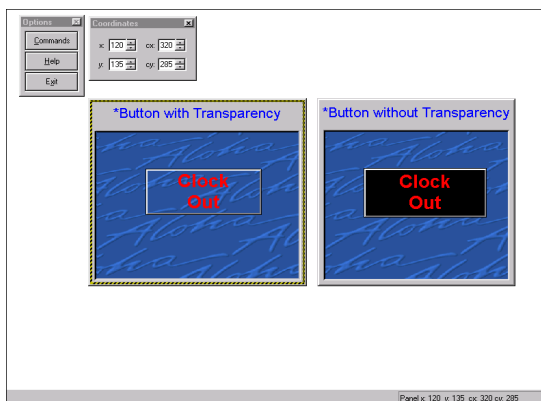 Options
Commands
Help
Exit
Coordinates
x: 120 cx: 320
y: 135 cy: 285
*Button with Transparency
Clock
Out
*Button without Transparency
Clock
Out
Aloha
Panel x: 120 y: 135 cx: 320 cy: 285